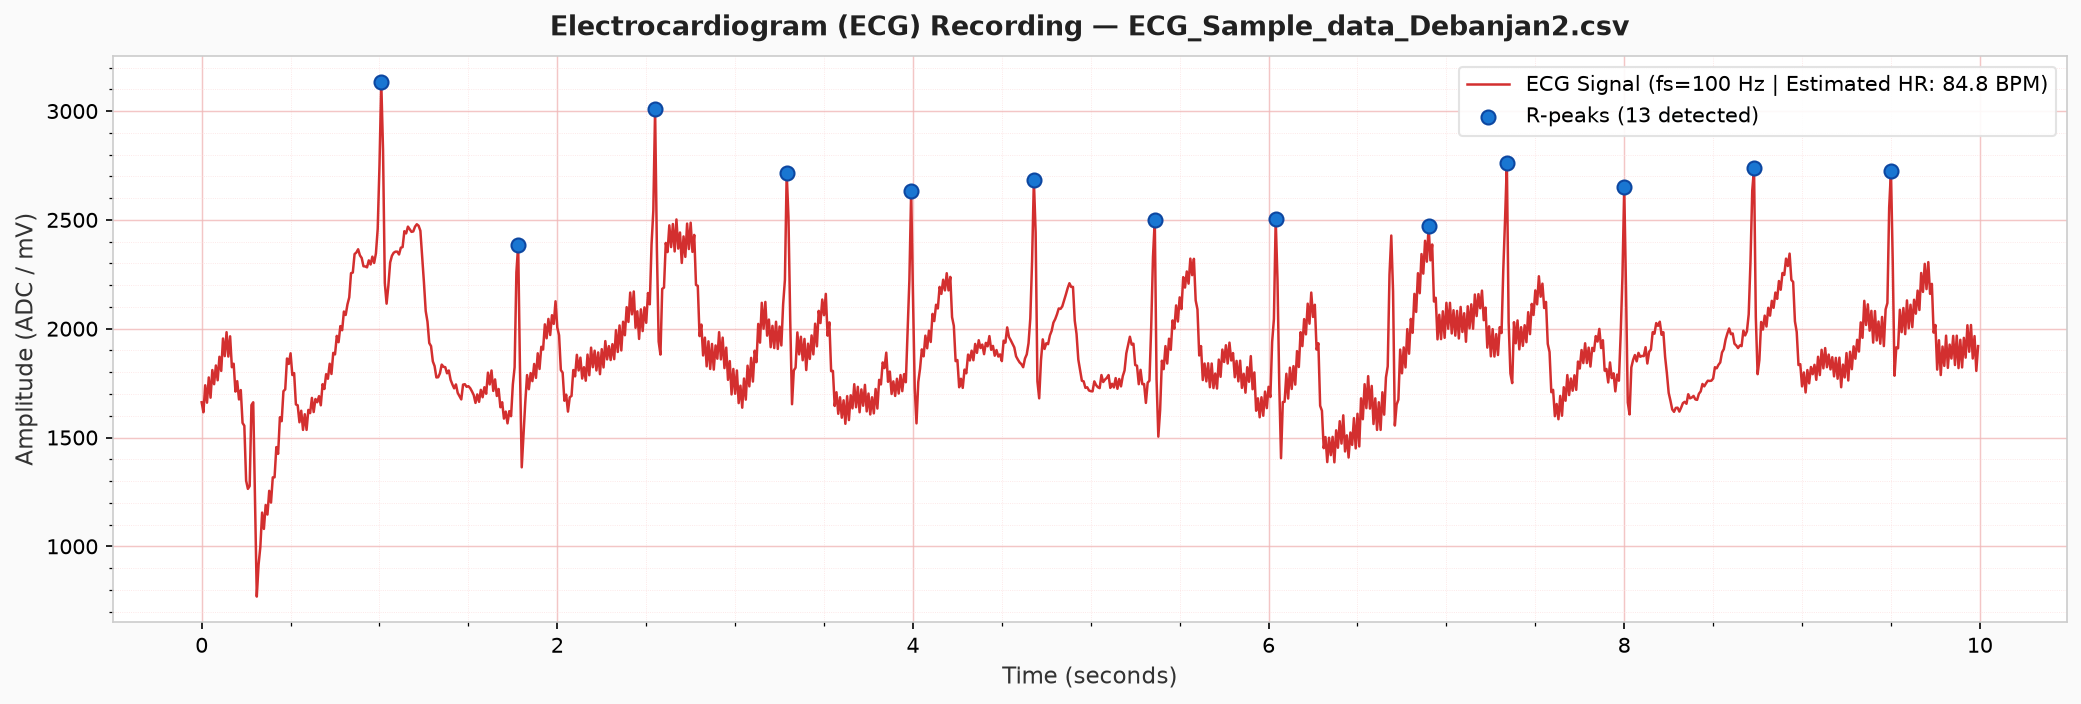 Electrocardiogram (ECG) Recording — ECG_Sample_data_Debanjan2.csv
ECG Signal (fs=100 Hz | Estimated HR: 84.8 BPM)
R-peaks (13 detected)
Amplitude (ADC / mV)
3000
2500
2000
1500
1000
0
2
4
6
8
10
Time (seconds)